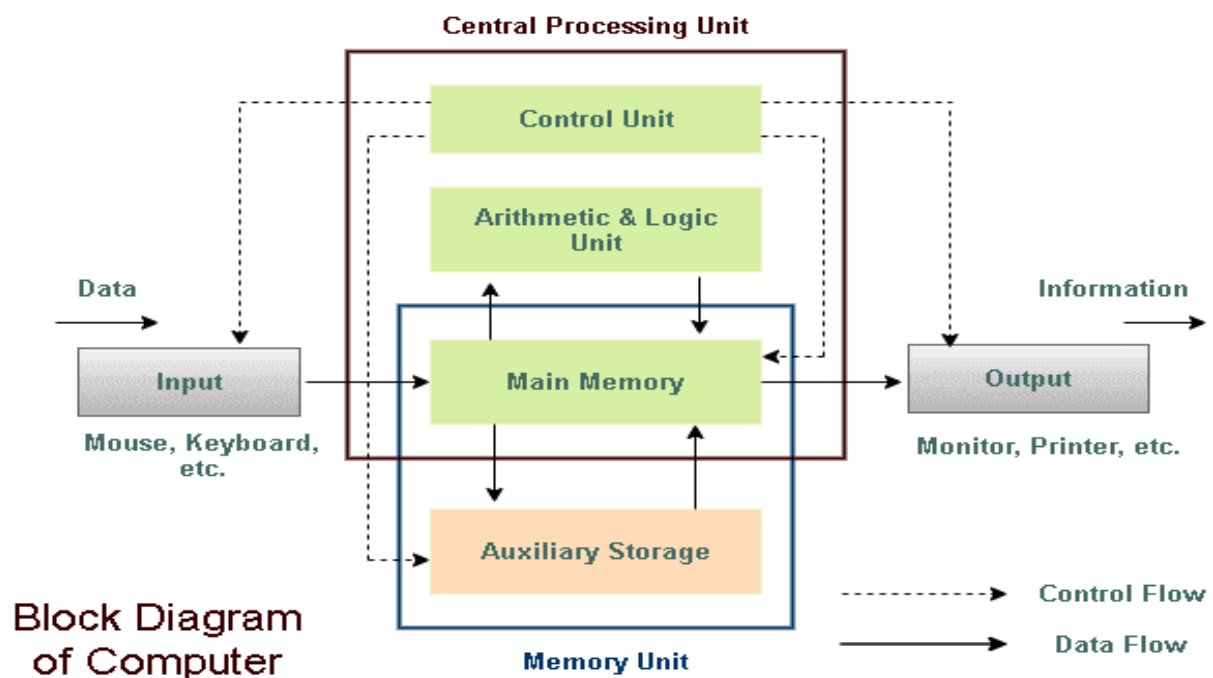 Central Processing Unit
Control Unit
Arithmetic & Logic
Unit
Data
Information
Input
Main Memory
Output
Mouse, Keyboard,
etc.
Monitor, Printer, etc.
Auxiliary Storage
Control Flow
Data Flow
Block Diagram
of Computer
Memory Unit